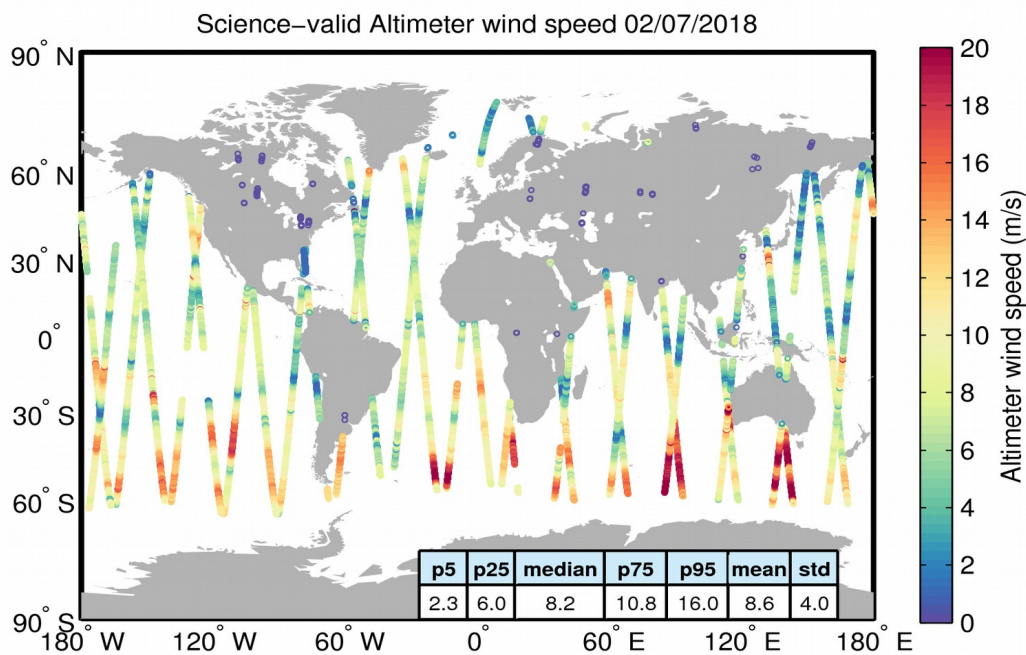 Science−valid Altimeter wind speed 02/07/2018
90° N
60° N
30° N
0°
30° S
60° S
90° S
180° W
120° W
60° W
0°
60° E
120° E
180° E
p5 p25 median p75 p95 mean std
2.3 6.0 8.2 10.8 16.0 8.6 4.0
20
18
16
14
12
10
8
6
4
2
0
Altimeter wind speed (m/s)